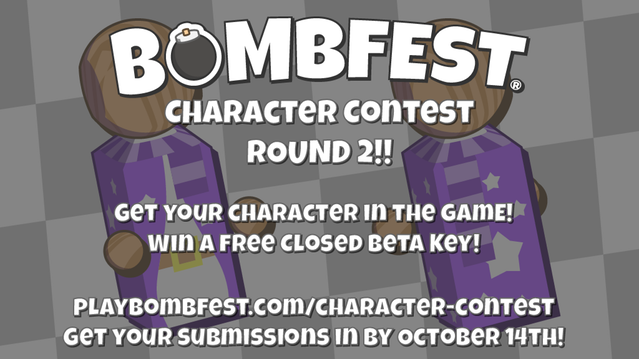 BOMBFEST®
CHARACTER CONTEST
ROUND 2!!
GET YOUR CHARACTER IN THE GAME!
WIN A FREE CLOSED BETA KEY!
PLAYBOMBFEST.COM/CHARACTER-CONTEST
GET YOUR SUBMISSIONS IN BY OCTOBER 14TH!